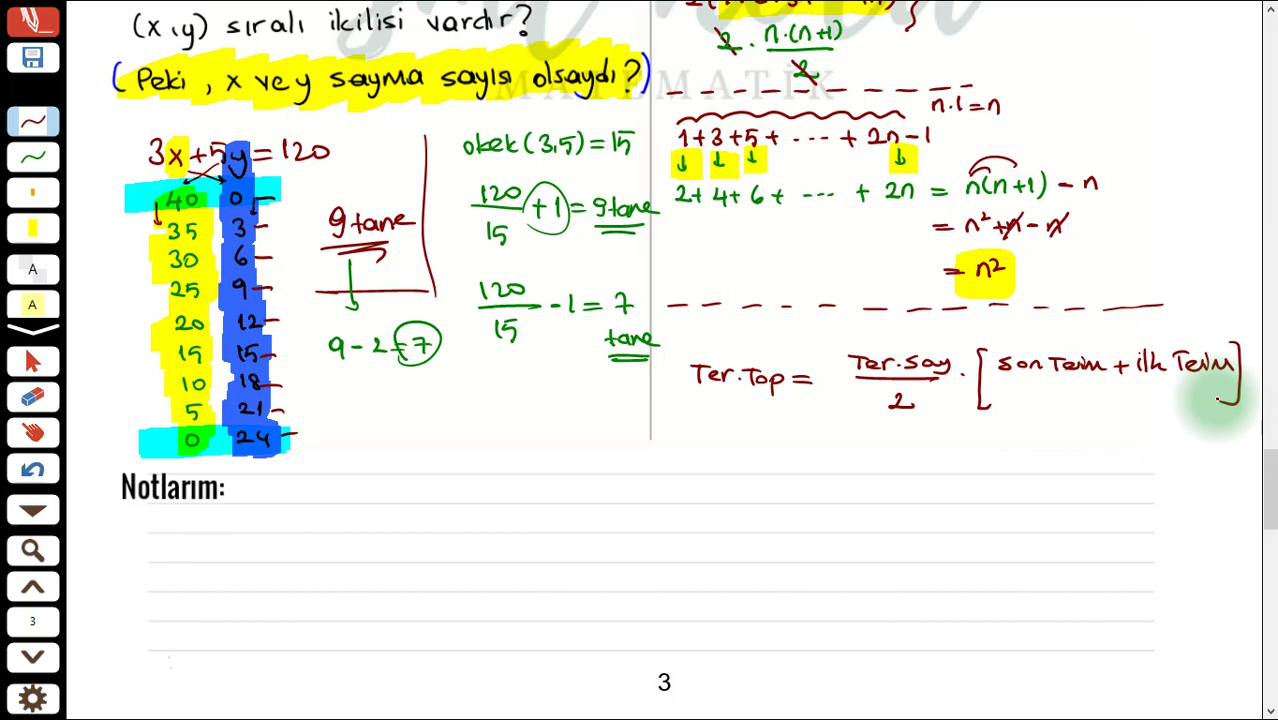 (x,y) sıralı ikilisi vardır?
(Peki, x ve y sayma sayısı olsaydı?)
3x+5y=120
40 0
35 3
30 6
25 9
20 12
15 15
10 18
5 21
0 24
9 tane
9-2=7
okek(3,5)=15
120/15 +1=9 tane
120/15 -1=7 tane
Notlarım:
2. n.(n+1)/2
MATEMATİK
n.1=n
1+3+5+ ... + 2n-1
2+4+6+ ... + 2n = n(n+1)-n
= n²+n-n
= n²
Ter.Top= Ter.say/2 . [son Terim + ilk Terim]
3
3
A
A